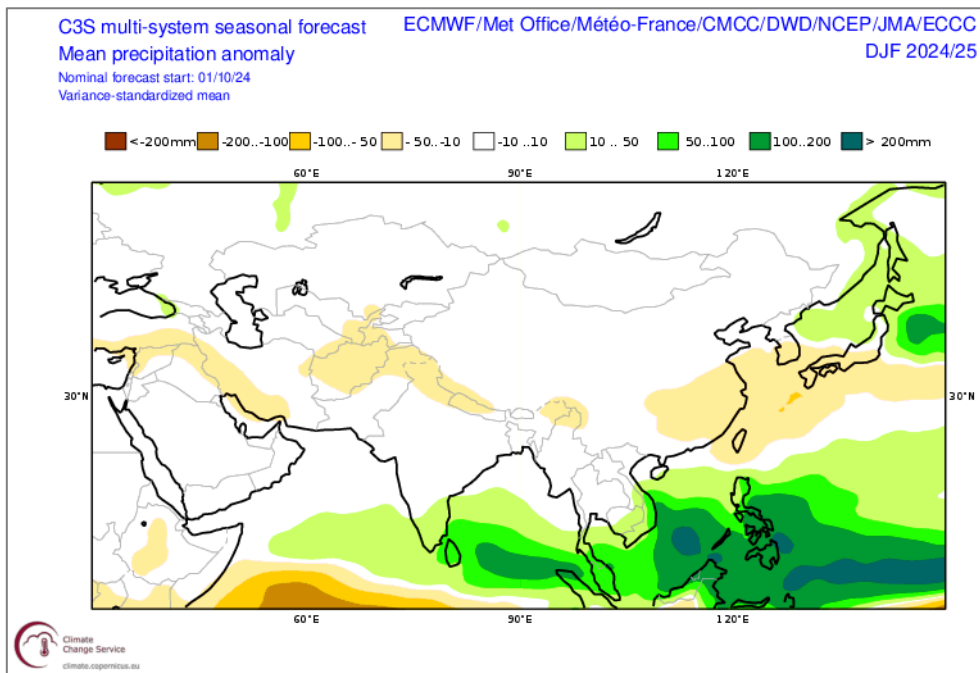 C3S multi-system seasonal forecast
ECMWF/Met Office/Météo-France/CMCC/DWD/NCEP/JMA/ECCC
Mean precipitation anomaly
DJF 2024/25
Nominal forecast start: 01/10/24
Variance-standardized mean
<-200mm -200..-100 -100..- 50 - 50..-10 -10 ..10 10 .. 50 50..100 100..200 > 200mm
60°E 90°E 120°E
30°N 30°N
60°E 90°E 120°E
Climate
Change Service
climate.copernicus.eu